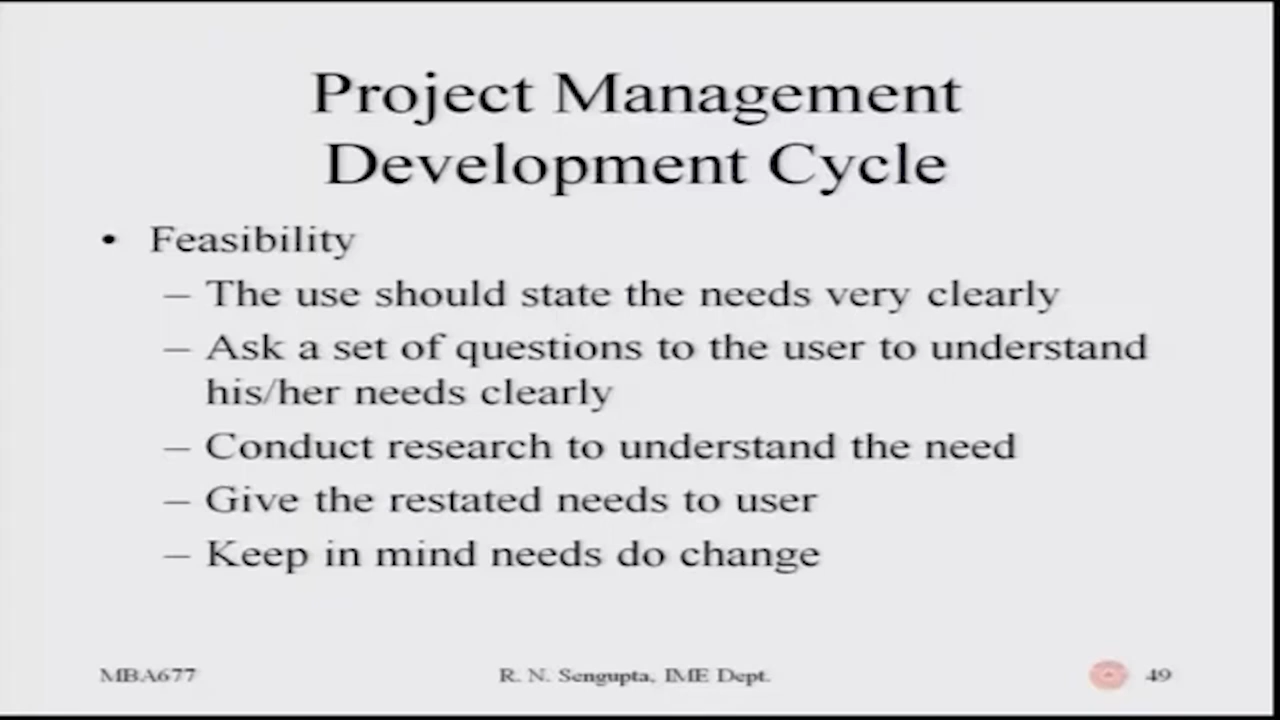 Project Management
Development Cycle
• Feasibility
– The use should state the needs very clearly
– Ask a set of questions to the user to understand
his/her needs clearly
– Conduct research to understand the need
– Give the restated needs to user
– Keep in mind needs do change
MBA677 R. N. Sengupta, IME Dept. 49